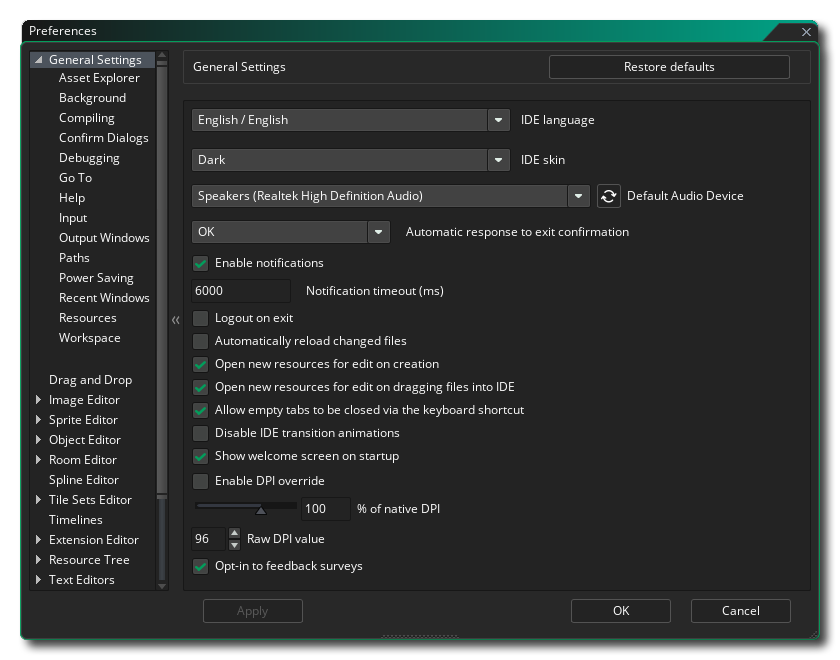 Preferences
General Settings
Asset Explorer
Background
Compiling
Confirm Dialogs
Debugging
Go To
Help
Input
Output Windows
Paths
Power Saving
Recent Windows
Resources
Workspace
Drag and Drop
Image Editor
Sprite Editor
Object Editor
Room Editor
Spline Editor
Tile Sets Editor
Timelines
Extension Editor
Resource Tree
Text Editors
General Settings
Restore defaults
English / English
IDE language
Dark
IDE skin
Speakers (Realtek High Definition Audio)
Default Audio Device
OK
Automatic response to exit confirmation
Enable notifications
6000
Notification timeout (ms)
Logout on exit
Automatically reload changed files
Open new resources for edit on creation
Open new resources for edit on dragging files into IDE
Allow empty tabs to be closed via the keyboard shortcut
Disable IDE transition animations
Show welcome screen on startup
Enable DPI override
100
% of native DPI
96
Raw DPI value
Opt-in to feedback surveys
Apply
OK
Cancel